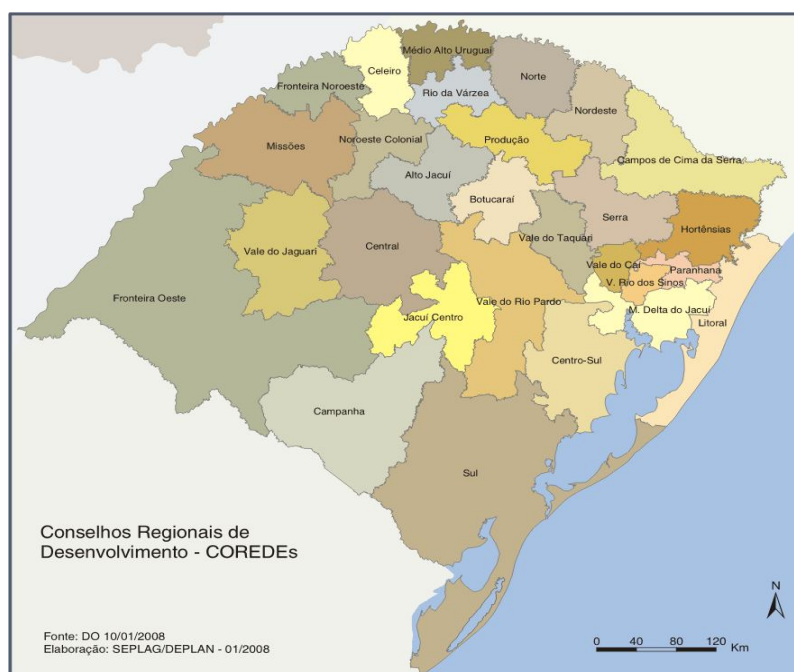 Médio Alto Uruguai
Celeiro
Norte
Fronteira Noroeste
Rio da Várzea
Nordeste
Noroeste Colonial
Produção
Missões
Campos de Cima da Serra
Alto Jacuí
Botucaraí
Serra
Hortênsias
Vale do Taquari
Central
Vale do Jaguari
Vale do Caí
Paranhana
V. Rio dos Sinos
Fronteira Oeste
Vale do Rio Pardo
M. Delta do Jacuí
Jacuí Centro
Litoral
Centro-Sul
Campanha
Sul
Conselhos Regionais de
Desenvolvimento - COREDEs
Fonte: DO 10/01/2008
Elaboração: SEPLAG/DEPLAN - 01/2008
N
0 40 80 120
Km